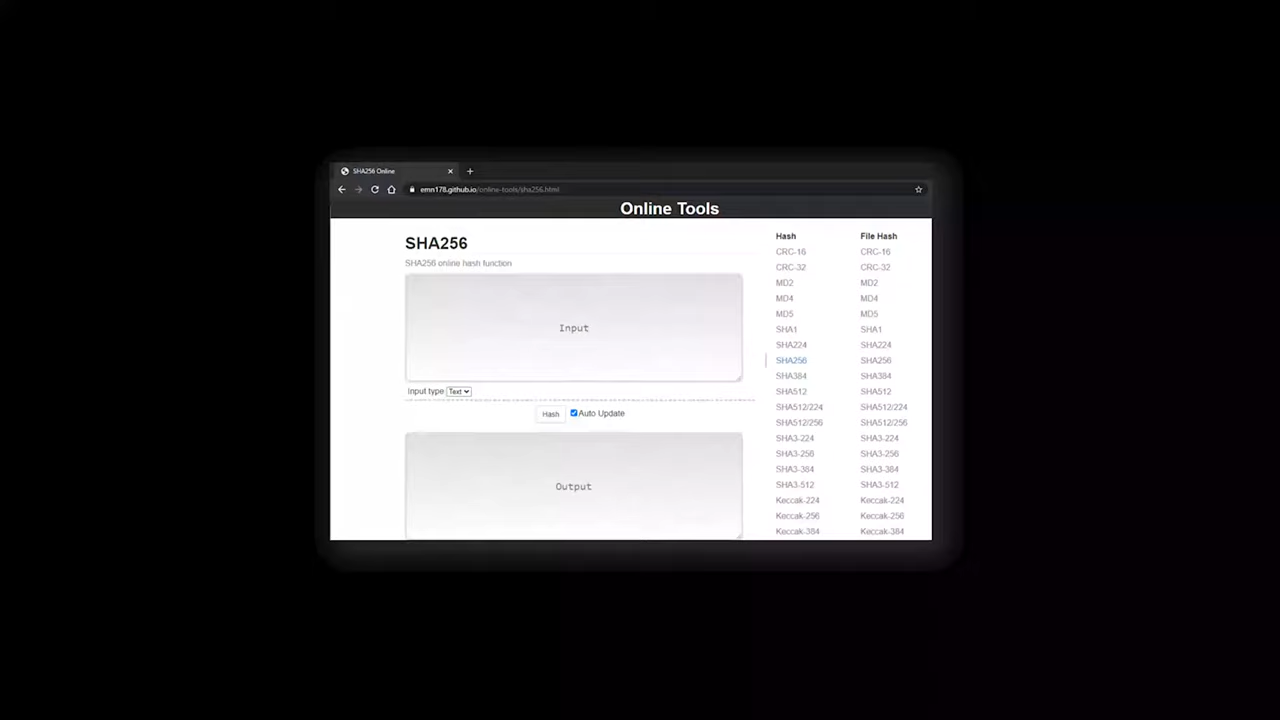 SHA256 Online
emn178.github.io/online-tools/sha256.html
Online Tools
SHA256
SHA256 online hash function
Input
Input type Text
Hash Auto Update
Output
Hash File Hash
CRC-16 CRC-16
CRC-32 CRC-32
MD2 MD2
MD4 MD4
MD5 MD5
SHA1 SHA1
SHA224 SHA224
SHA256 SHA256
SHA384 SHA384
SHA512 SHA512
SHA512/224 SHA512/224
SHA512/256 SHA512/256
SHA3-224 SHA3-224
SHA3-256 SHA3-256
SHA3-384 SHA3-384
SHA3-512 SHA3-512
Keccak-224 Keccak-224
Keccak-256 Keccak-256
Keccak-384 Keccak-384